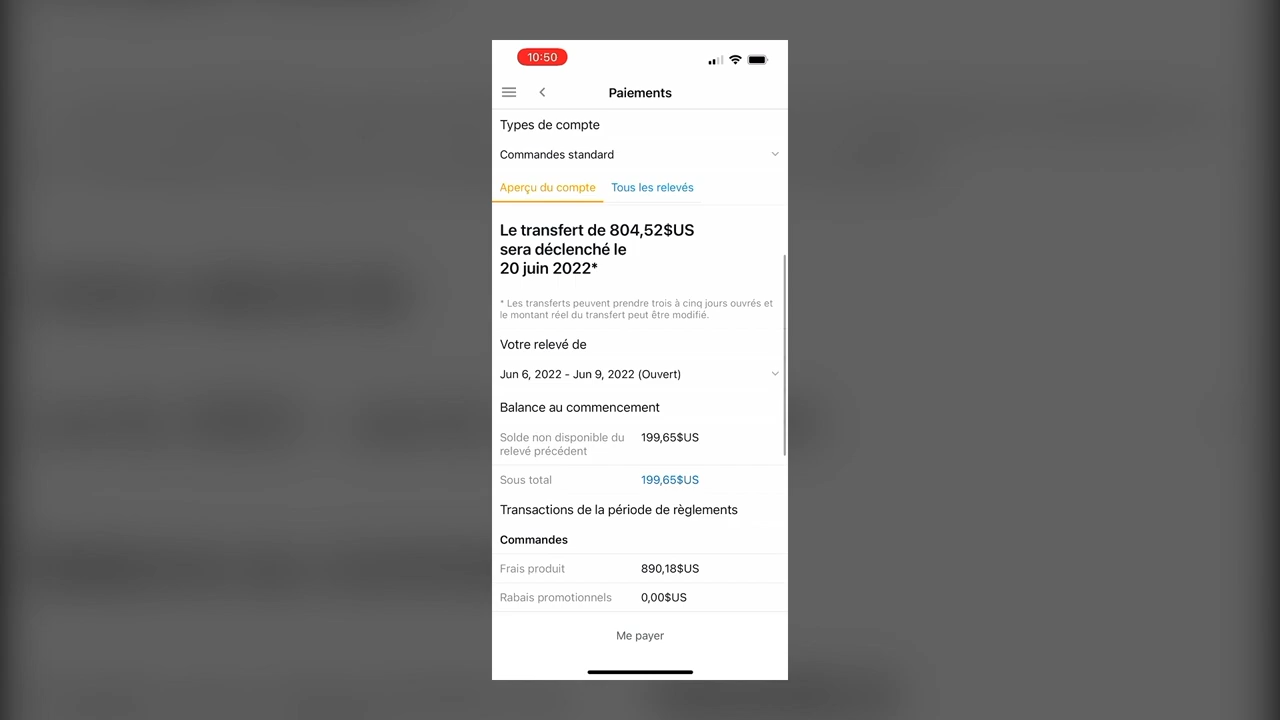 10:50
Paiements
Types de compte
Commandes standard
Aperçu du compte Tous les relevés
Le transfert de 804,52$US
sera déclenché le
20 juin 2022*
* Les transferts peuvent prendre trois à cinq jours ouvrés et
le montant réel du transfert peut être modifié.
Votre relevé de
Jun 6, 2022 - Jun 9, 2022 (Ouvert)
Balance au commencement
Solde non disponible du 199,65$US
relevé précédent
Sous total 199,65$US
Transactions de la période de règlements
Commandes
Frais produit 890,18$US
Rabais promotionnels 0,00$US
Me payer